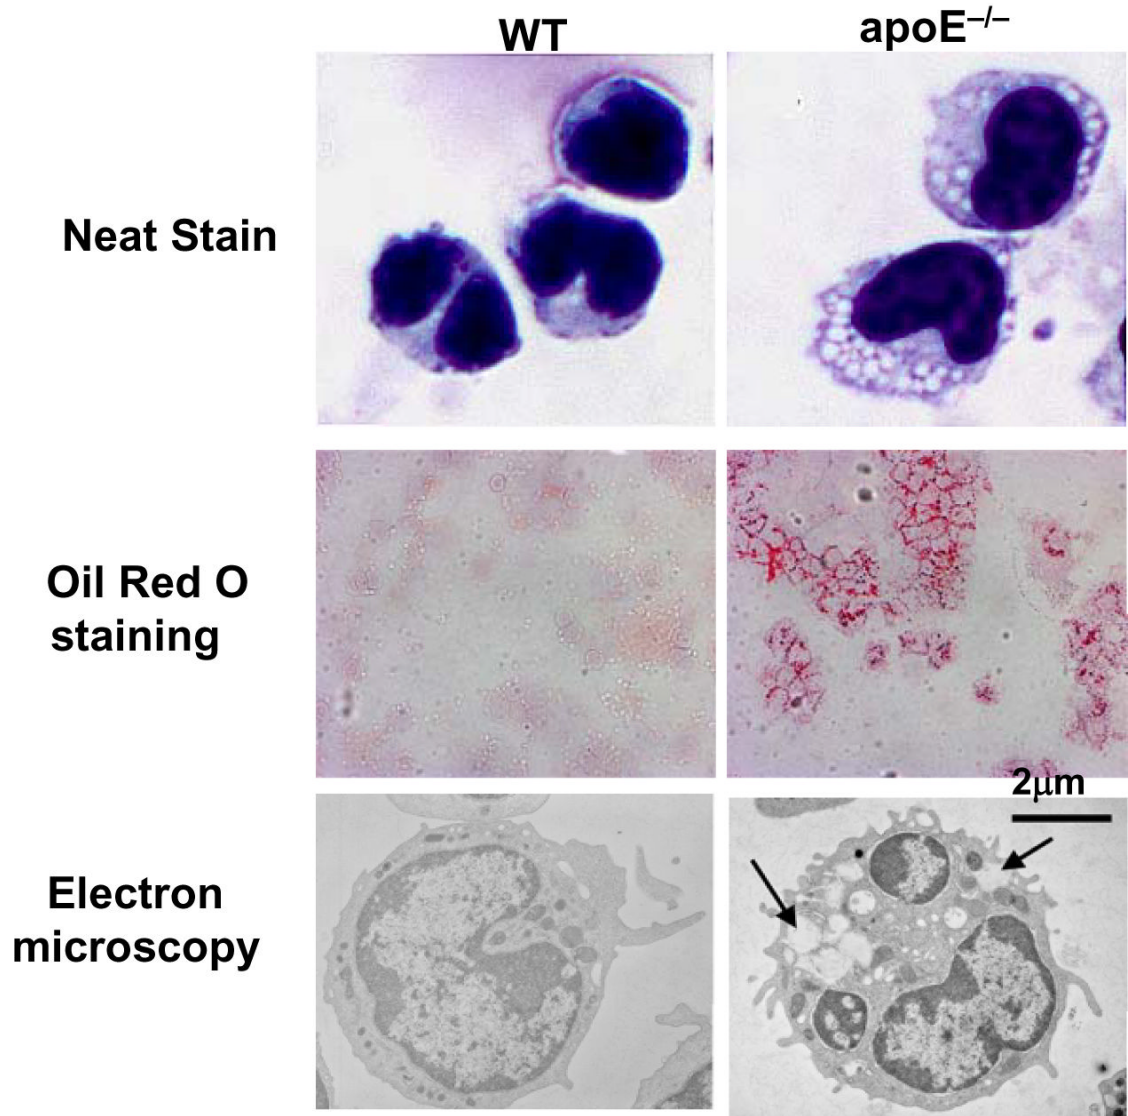 WT
apoE–/–
Neat Stain
Oil Red O
staining
2μm
Electron
microscopy